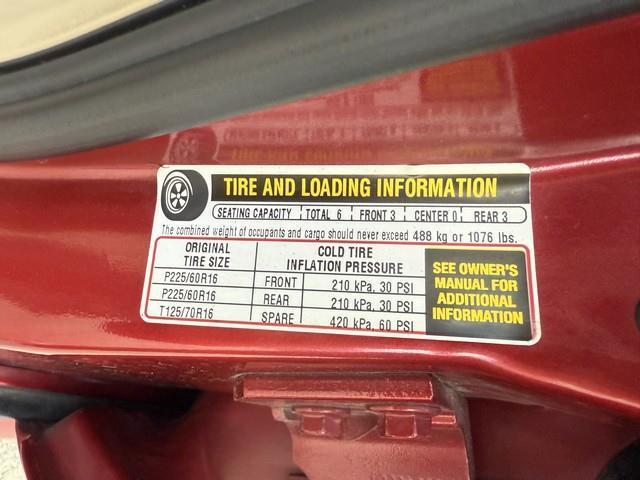 TIRE AND LOADING INFORMATION
SEATING CAPACITY TOTAL 6 FRONT 3 CENTER 0 REAR 3
The combined weight of occupants and cargo should never exceed 488 kg or 1076 lbs.
ORIGINAL TIRE SIZE
COLD TIRE INFLATION PRESSURE
P225/60R16 FRONT 210 kPa, 30 PSI
P225/60R16 REAR 210 kPa, 30 PSI
T125/70R16 SPARE 420 kPa, 60 PSI
SEE OWNER'S
MANUAL FOR
ADDITIONAL
INFORMATION